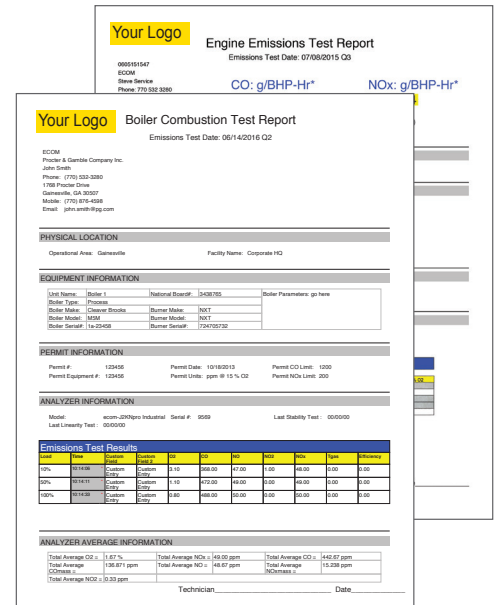 Your Logo
Engine Emissions Test Report
Emissions Test Date: 07/08/2015 Q3
0605151547
ECOM
Steve Service
Phone: 770 532 3280
CO: g/BHP-Hr*
NOx: g/BHP-Hr*
Your Logo
Boiler Combustion Test Report
Emissions Test Date: 06/14/2016 Q2
ECOM
Procter & Gamble Company Inc.
John Smith
Phone: (770) 532-3280
1768 Procter Drive
Gainesville, GA 30507
Mobile: (770) 876-4598
Email: john.smith@pg.com
PHYSICAL LOCATION
Operational Area: Gainesville Facility Name: Corporate HQ
EQUIPMENT INFORMATION
Unit Name: Boiler 1 National Board#: 3438765 Boiler Parameters: go here
Boiler Type: Process
Boiler Make: Cleaver Brooks Burner Make: NXT
Boiler Model: MSM Burner Model: NXT
Boiler Serial#: 1a-23458 Burner Serial#: 724705732
PERMIT INFORMATION
Permit #: 123456 Permit Date: 10/18/2013 Permit CO Limit: 1200
Permit Equipment #: 123456 Permit Units: ppm @ 15 % O2 Permit NOx Limit: 200
ANALYZER INFORMATION
Model: ecom-J2KNpro Industrial Serial #: 9569 Last Stability Test : 00/00/00
Last Linearity Test : 00/00/00
Emissions Test Results
Load Time Custom Field Custom Field 2 O2 CO NO NO2 NOx Tgas Efficiency
10% 10:14:06 Custom Entry Custom Entry 3.10 368.00 47.00 1.00 48.00 0.00 0.00
50% 10:14:11 Custom Entry Custom Entry 1.10 472.00 49.00 0.00 49.00 0.00 0.00
100% Custom Entry Custom Entry 0.80 488.00 50.00 0.00 50.00 0.00 0.00
ANALYZER AVERAGE INFORMATION
Total Average O2 = 1.67 % Total Average NOx = 49.00 ppm Total Average CO = 442.67 ppm
Total Average COmass = 136.871 ppm Total Average NO = 48.67 ppm Total Average NOxmass = 15.238 ppm
Total Average NO2 = 0.33 ppm
Technician Date